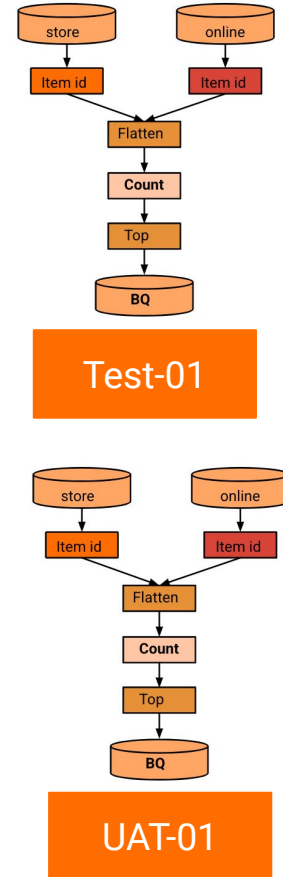 store
online
Item id
Item id
Flatten
Count
Top
BQ
Test-01
store
online
Item id
Item id
Flatten
Count
Top
BQ
UAT-01